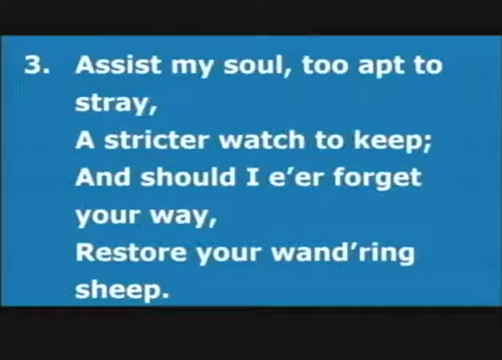 3. Assist my soul, too apt to
stray,
A stricter watch to keep;
And should I e'er forget
your way,
Restore your wand'ring
sheep.